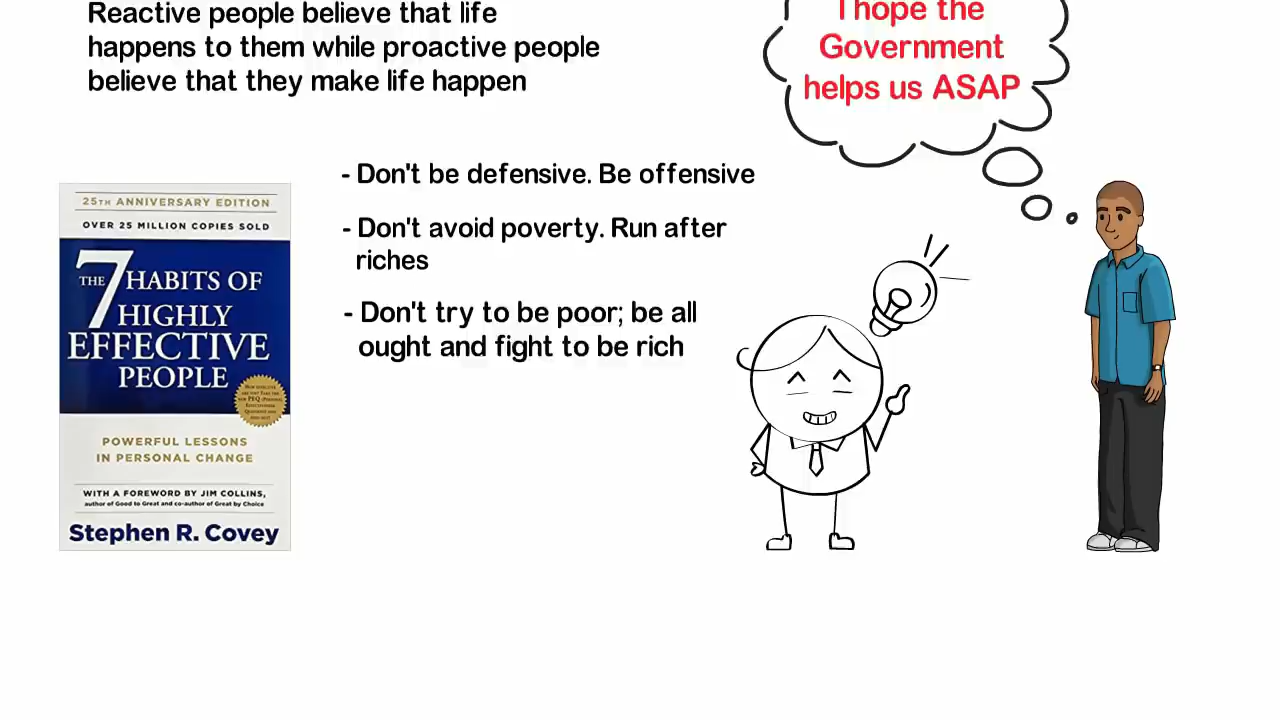 Reactive people believe that life
happens to them while proactive people
believe that they make life happen
I hope the
Government
helps us ASAP
- Don't be defensive. Be offensive
- Don't avoid poverty. Run after
riches
- Don't try to be poor; be all
ought and fight to be rich
25TH ANNIVERSARY EDITION
OVER 25 MILLION COPIES SOLD
THE 7 HABITS OF
HIGHLY
EFFECTIVE
PEOPLE
POWERFUL LESSONS
IN PERSONAL CHANGE
WITH A FOREWORD BY JIM COLLINS,
author of Good to Great and co-author of Great by Choice
Stephen R. Covey